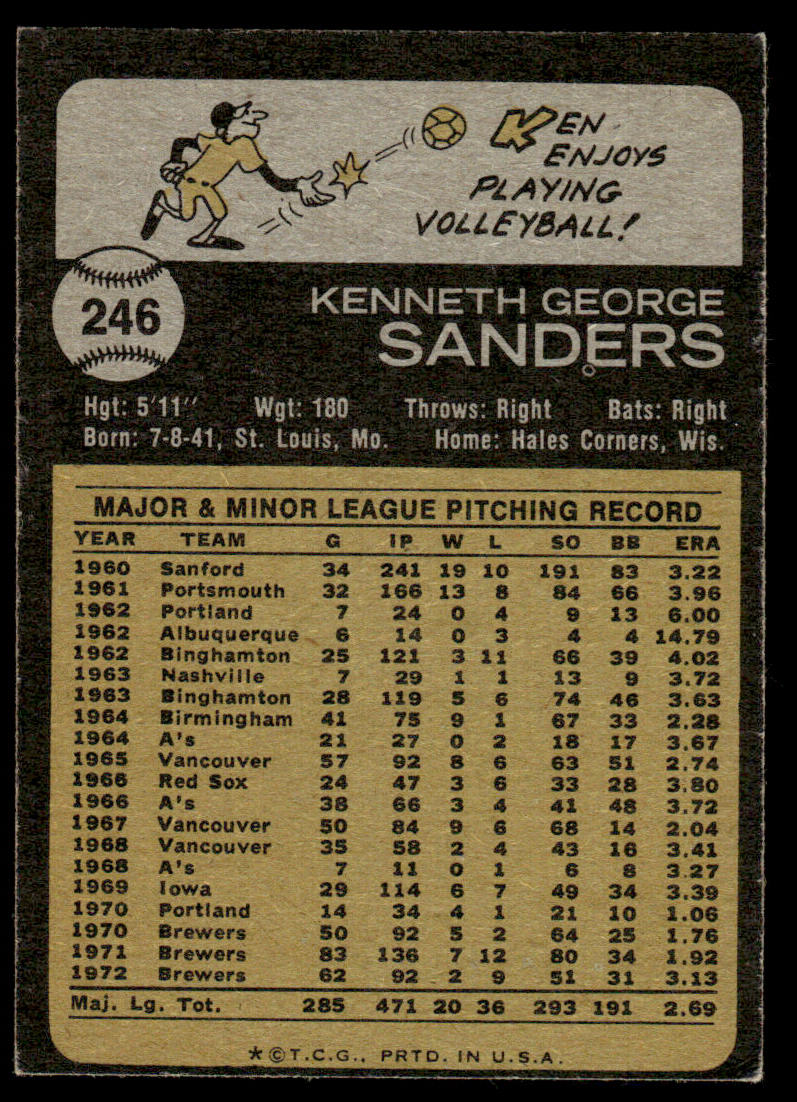 KEN
ENJOYS
PLAYING
VOLLEYBALL!
246
KENNETH GEORGE
SANDERS
Hgt: 5'11" Wgt: 180 Throws: Right Bats: Right
Born: 7-8-41, St. Louis, Mo. Home: Hales Corners, Wis.
MAJOR & MINOR LEAGUE PITCHING RECORD
YEAR TEAM G IP W L SO BB ERA
1960 Sanford 34 241 19 10 191 83 3.22
1961 Portsmouth 32 166 13 8 84 66 3.96
1962 Portland 7 24 0 4 9 13 6.00
1962 Albuquerque 6 14 0 3 4 4 14.79
1962 Binghamton 25 121 3 11 66 39 4.02
1963 Nashville 7 29 1 1 13 9 3.72
1963 Binghamton 28 119 5 6 74 46 3.63
1964 Birmingham 41 75 9 1 67 33 2.28
1964 A's 21 27 0 2 18 17 3.67
1965 Vancouver 57 92 8 6 63 51 2.74
1966 Red Sox 24 47 3 6 33 28 3.80
1966 A's 38 66 3 4 41 48 3.72
1967 Vancouver 50 84 9 6 68 14 2.04
1968 Vancouver 35 58 2 4 43 16 3.41
1968 A's 7 11 0 1 6 8 3.27
1969 Iowa 29 114 6 7 49 34 3.39
1970 Portland 14 34 4 1 21 10 1.06
1970 Brewers 50 92 5 2 64 25 1.76
1971 Brewers 83 136 7 12 80 34 1.92
1972 Brewers 62 92 2 9 51 31 3.13
Maj. Lg. Tot. 285 471 20 36 293 191 2.69
*©T.C.G., PRTD. IN U.S.A.